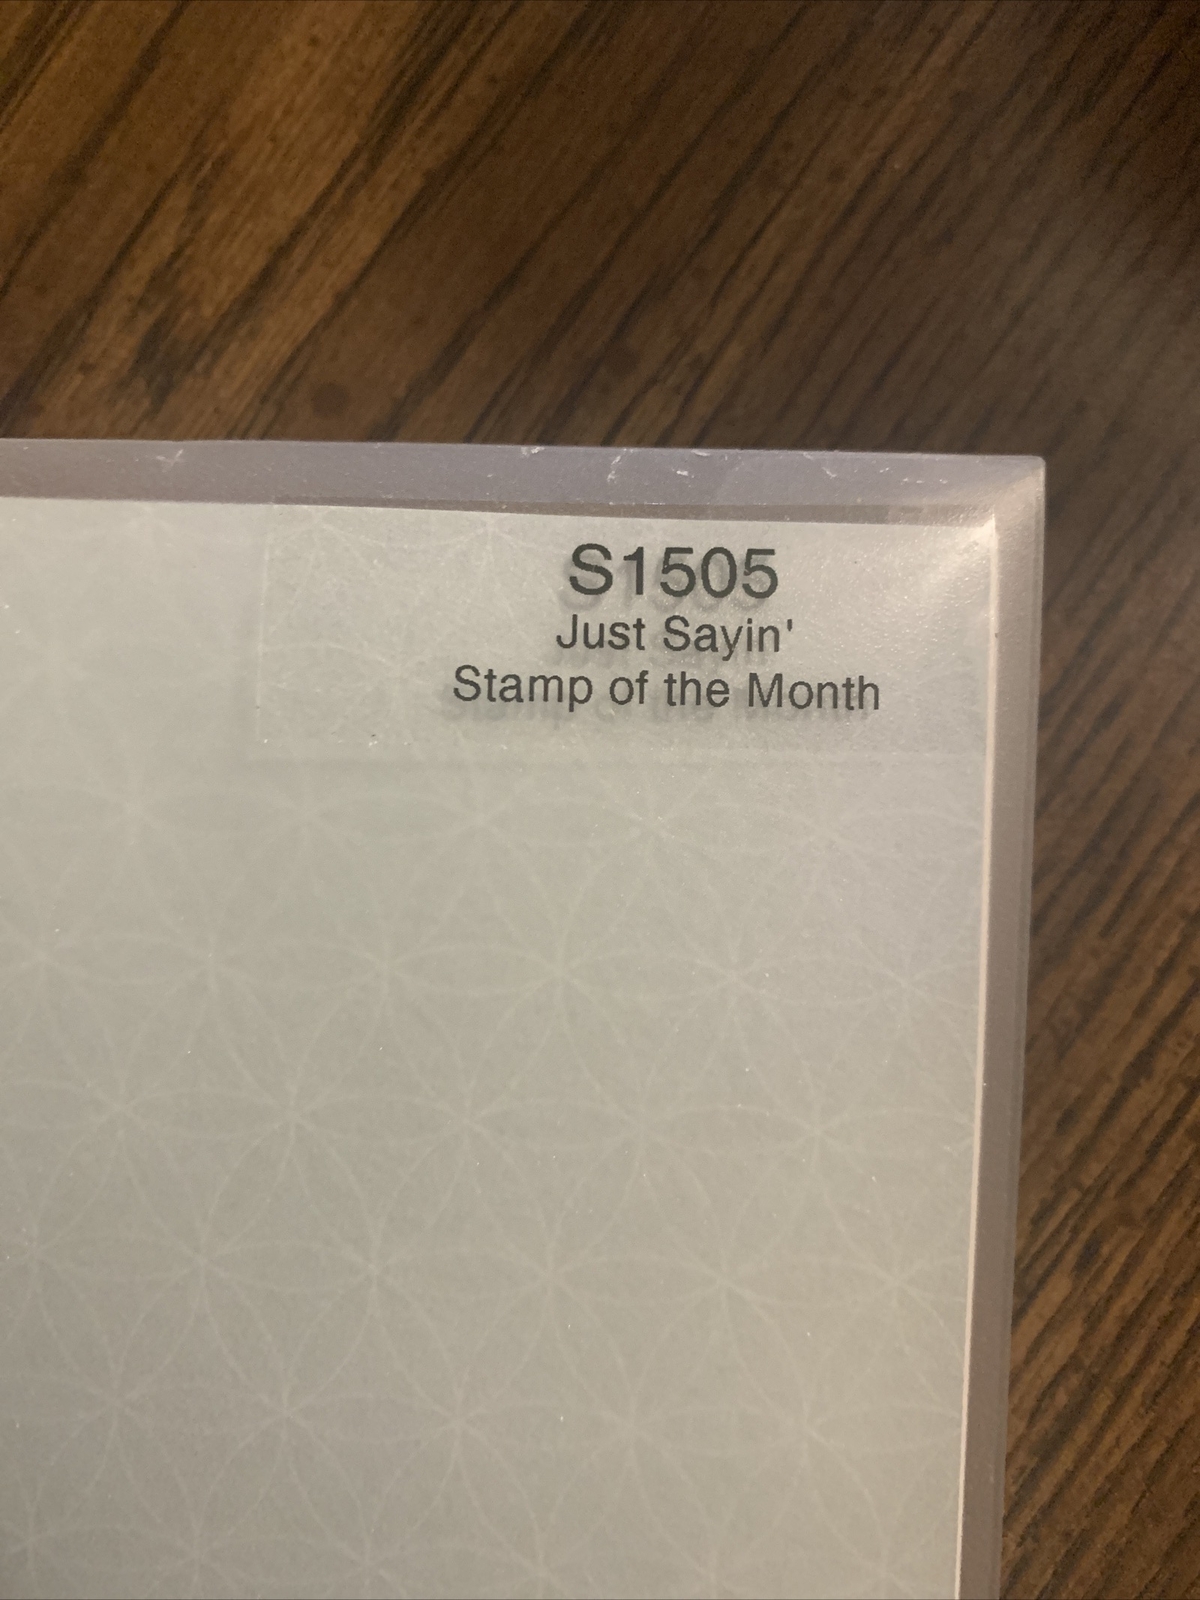 S1505
Just Sayin'
Stamp of the Month